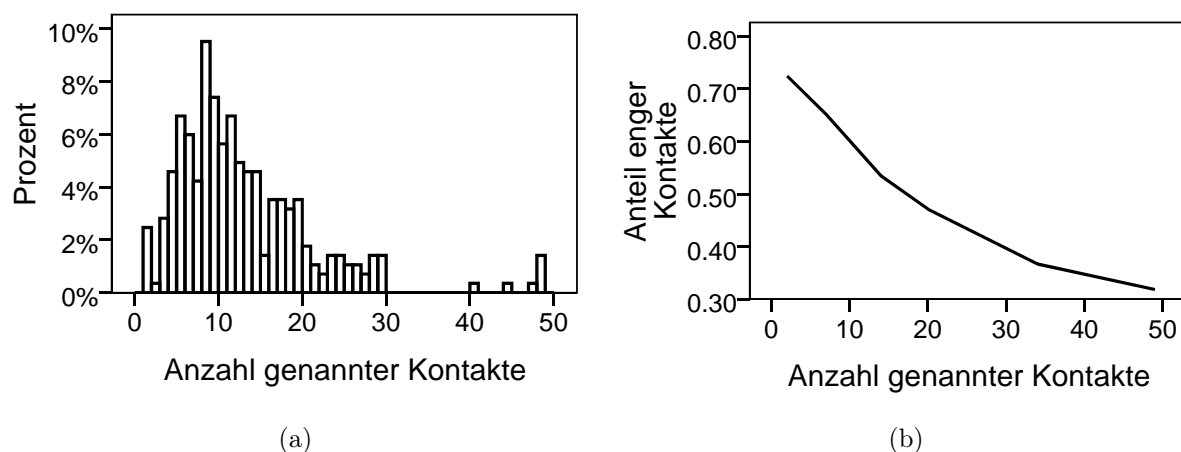 10%
8%
6%
4%
2%
0%
Prozent
0 10 20 30 40 50
Anzahl genannter Kontakte
(a)
0.80
0.70
0.60
0.50
0.40
0.30
Anteil enger
Kontakte
0 10 20 30 40 50
Anzahl genannter Kontakte
(b)